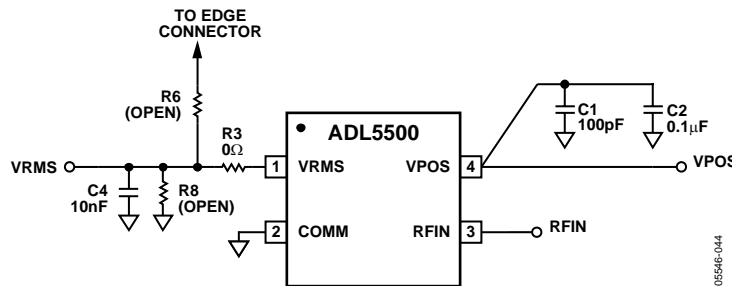 TO EDGE
CONNECTOR
R6
(OPEN)
R3
0Ω
ADL5500
C1
100pF
C2
0.1µF
VRMS
1
VRMS
VPOS
4
VPOS
C4
10nF
R8
(OPEN)
2
COMM
RFIN
3
RFIN
05546-044